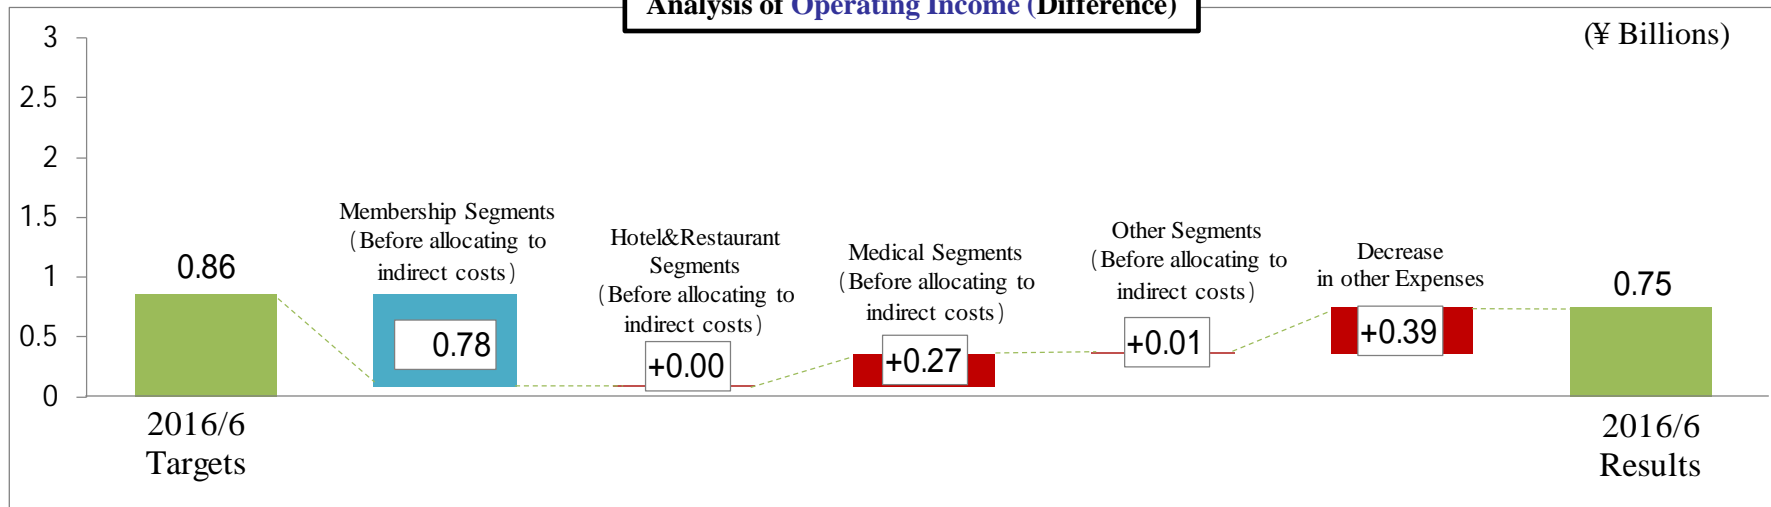 Analysis of Operating Income (Difference)
(¥ Billions)
3
2.5
2
1.5
1
0.5
0
0.86
Membership Segments
(Before allocating to
indirect costs)
0.78
Hotel&Restaurant
Segments
(Before allocating to
indirect costs)
+0.00
Medical Segments
(Before allocating to
indirect costs)
+0.27
Other Segments
(Before allocating to
indirect costs)
+0.01
Decrease
in other Expenses
+0.39
0.75
2016/6
Targets
2016/6
Results